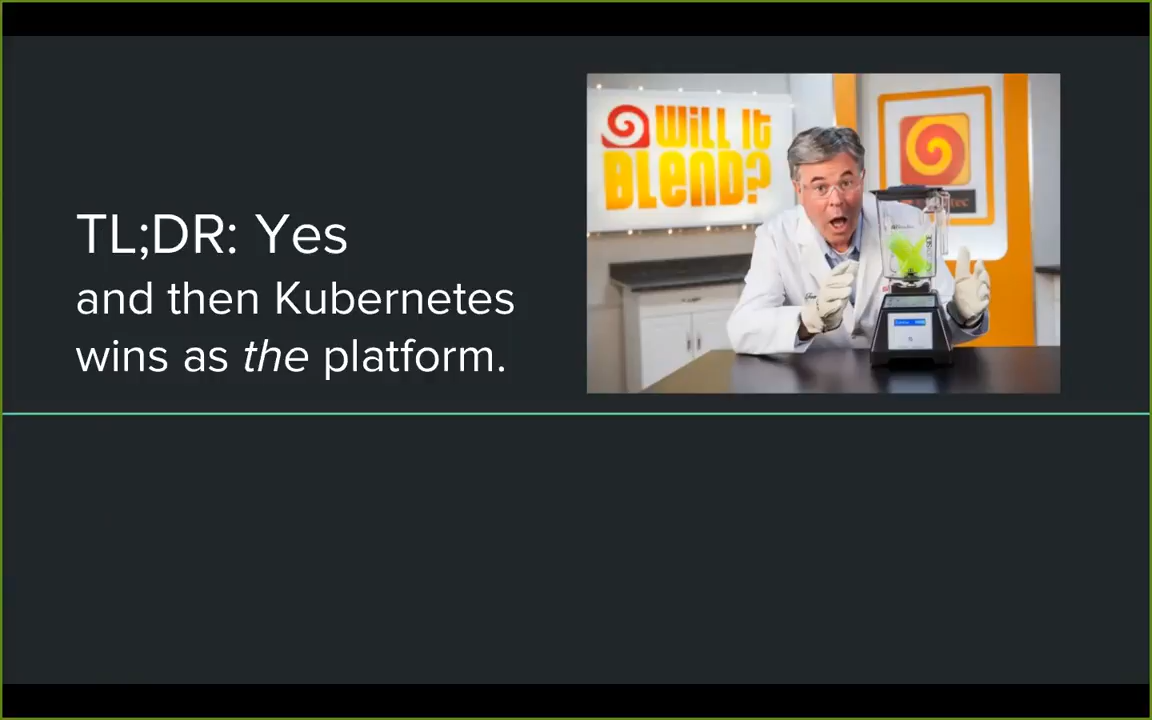 TL;DR: Yes
and then Kubernetes
wins as the platform.
WiLL It
BLEND?